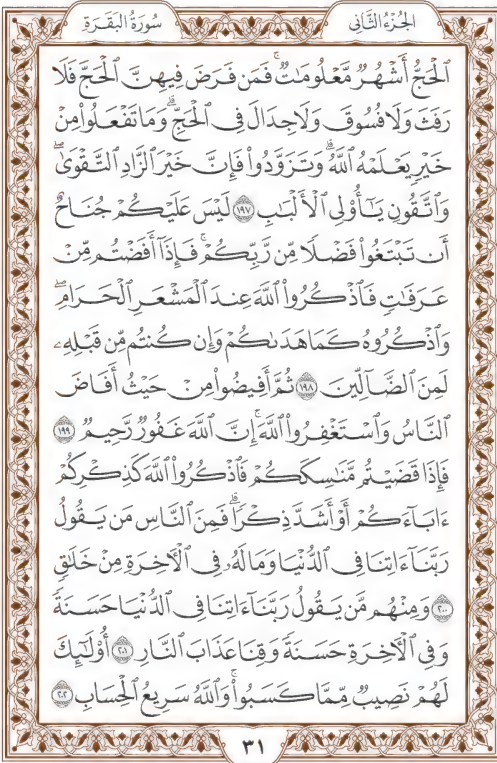 الجزء الثاني
سورة البقرة
ٱلْحَجُّ أَشْهُرٌ مَّعْلُومَٰتٌ ۚ فَمَن فَرَضَ فِيهِنَّ ٱلْحَجَّ فَلَا
رَفَثَ وَلَا فُسُوقَ وَلَا جِدَالَ فِى ٱلْحَجِّ ۗ وَمَا تَفْعَلُوا۟ مِنْ
خَيْرٍ يَعْلَمْهُ ٱللَّهُ ۗ وَتَزَوَّدُوا۟ فَإِنَّ خَيْرَ ٱلزَّادِ ٱلتَّقْوَىٰ ۚ
وَٱتَّقُونِ يَٰٓأُو۟لِى ٱلْأَلْبَٰبِ ١٩٧ لَيْسَ عَلَيْكُمْ جُنَاحٌ
أَن تَبْتَغُوا۟ فَضْلًا مِّن رَّبِّكُمْ ۚ فَإِذَآ أَفَضْتُم مِّنْ
عَرَفَٰتٍ فَٱذْكُرُوا۟ ٱللَّهَ عِندَ ٱلْمَشْعَرِ ٱلْحَرَامِ ۖ
وَٱذْكُرُوهُ كَمَا هَدَىٰكُمْ وَإِن كُنتُم مِّن قَبْلِهِۦ
لَمِنَ ٱلضَّآلِّينَ ١٩٨ ثُمَّ أَفِيضُوا۟ مِنْ حَيْثُ أَفَاضَ
ٱلنَّاسُ وَٱسْتَغْفِرُوا۟ ٱللَّهَ ۚ إِنَّ ٱللَّهَ غَفُورٌ رَّحِيمٌ ١٩٩
فَإِذَا قَضَيْتُم مَّنَٰسِكَكُمْ فَٱذْكُرُوا۟ ٱللَّهَ كَذِكْرِكُمْ
ءَابَآءَكُمْ أَوْ أَشَدَّ ذِكْرًا ۗ فَمِنَ ٱلنَّاسِ مَن يَقُولُ
رَبَّنَآ ءَاتِنَا فِى ٱلدُّنْيَا وَمَا لَهُۥ فِى ٱلْءَاخِرَةِ مِنْ خَلَٰقٍ
٢٠٠ وَمِنْهُم مَّن يَقُولُ رَبَّنَآ ءَاتِنَا فِى ٱلدُّنْيَا حَسَنَةً
وَفِى ٱلْءَاخِرَةِ حَسَنَةً وَقِنَا عَذَابَ ٱلنَّارِ ٢٠١ أُو۟لَٰٓئِكَ
لَهُمْ نَصِيبٌ مِّمَّا كَسَبُوا۟ ۚ وَٱللَّهُ سَرِيعُ ٱلْحِسَابِ ٢٠٢
٣١